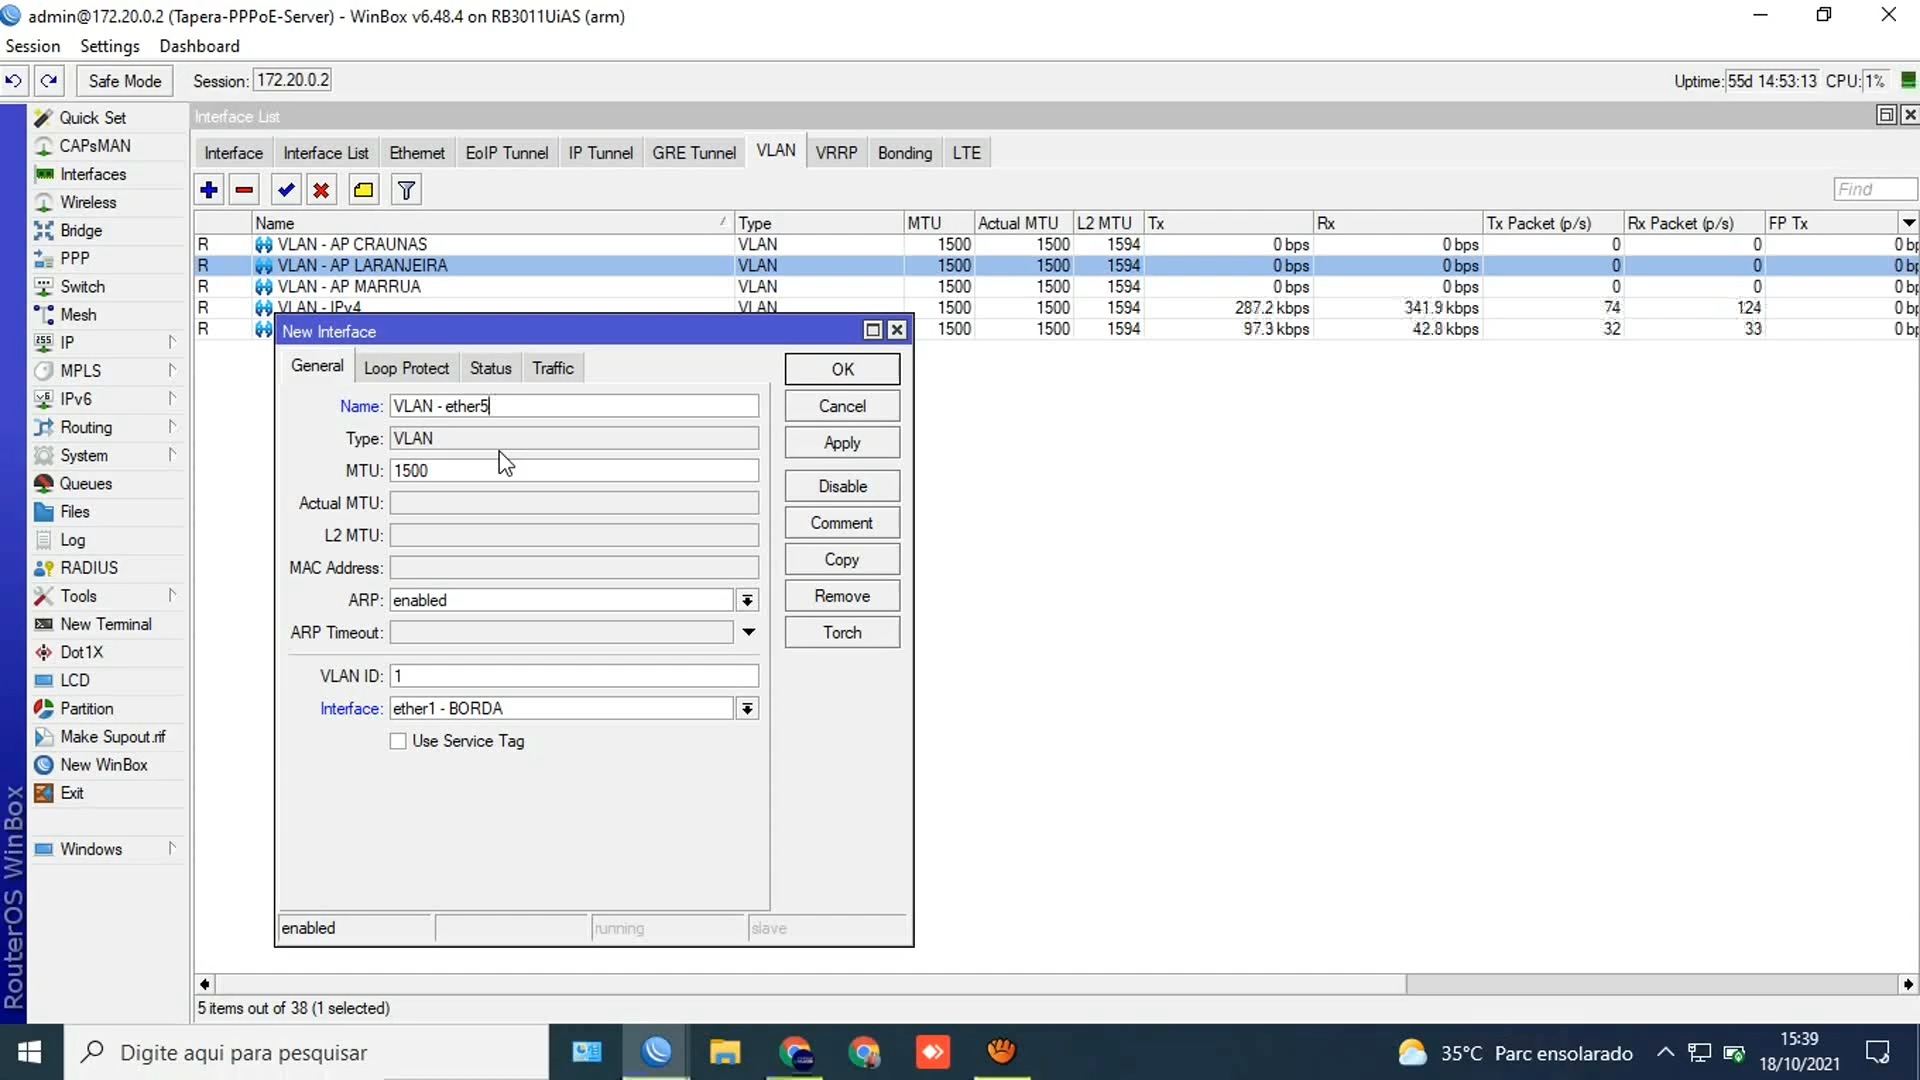 admin@172.20.0.2 (Tapera-PPPoE-Server) - WinBox v6.48.4 on RB3011UiAS (arm)
Session Settings Dashboard
Safe Mode Session: 172.20.0.2 Uptime: 55d 14:53:13 CPU: 1%
Quick Set
CAPsMAN
Interfaces
Wireless
Bridge
PPP
Switch
Mesh
IP
MPLS
IPv6
Routing
System
Queues
Files
Log
RADIUS
Tools
New Terminal
Dot1X
LCD
Partition
Make Supout.rif
New WinBox
Exit
Windows
RouterOS WinBox
Interface List
Interface Interface List Ethernet EoIP Tunnel IP Tunnel GRE Tunnel VLAN VRRP Bonding LTE
Find
Name Type MTU Actual MTU L2 MTU Tx Rx Tx Packet (p/s) Rx Packet (p/s) FP Tx
R VLAN - AP CRAUNAS VLAN 1500 1500 1594 0 bps 0 bps 0 0 0 bp
R VLAN - AP LARANJEIRA VLAN 1500 1500 1594 0 bps 0 bps 0 0 0 bp
R VLAN - AP MARRUA VLAN 1500 1500 1594 0 bps 0 bps 0 0 0 bp
R VLAN - IPv4 VLAN 1500 1500 1594 287.2 kbps 341.9 kbps 74 124 0 bp
R 1500 1500 1594 97.3 kbps 42.8 kbps 32 33 0 bp
New Interface
General Loop Protect Status Traffic
Name: VLAN - ether5
Type: VLAN
MTU: 1500
Actual MTU:
L2 MTU:
MAC Address:
ARP: enabled
ARP Timeout:
VLAN ID: 1
Interface: ether1 - BORDA
Use Service Tag
OK
Cancel
Apply
Disable
Comment
Copy
Remove
Torch
enabled running slave
5 items out of 38 (1 selected)
Digite aqui para pesquisar
35°C Parc ensolarado
15:39
18/10/2021